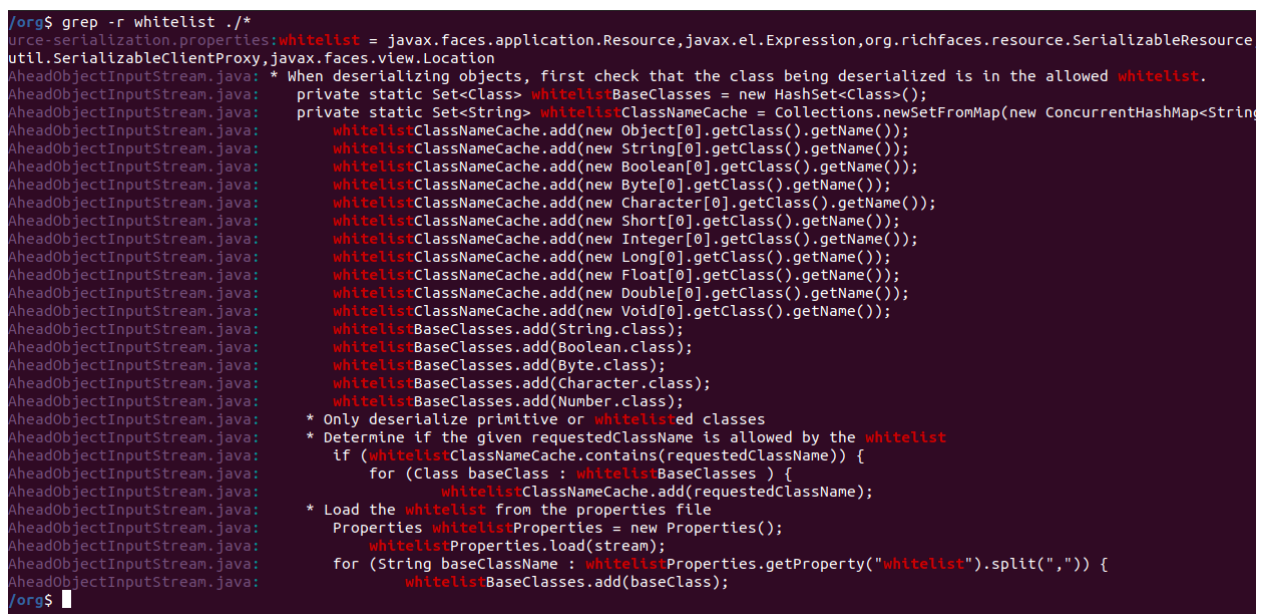 /org$ grep -r whitelist ./*
urce-serialization.properties:whitelist = javax.faces.application.Resource,javax.el.Expression,org.richfaces.resource.SerializableResource
util.SerializableClientProxy,javax.faces.view.Location
AheadObjectInputStream.java: * When deserializing objects, first check that the class being deserialized is in the allowed whitelist.
AheadObjectInputStream.java:    private static Set<Class> whitelistBaseClasses = new HashSet<Class>();
AheadObjectInputStream.java:    private static Set<String> whitelistClassNameCache = Collections.newSetFromMap(new ConcurrentHashMap<String
AheadObjectInputStream.java:        whitelistClassNameCache.add(new Object[0].getClass().getName());
AheadObjectInputStream.java:        whitelistClassNameCache.add(new String[0].getClass().getName());
AheadObjectInputStream.java:        whitelistClassNameCache.add(new Boolean[0].getClass().getName());
AheadObjectInputStream.java:        whitelistClassNameCache.add(new Byte[0].getClass().getName());
AheadObjectInputStream.java:        whitelistClassNameCache.add(new Character[0].getClass().getName());
AheadObjectInputStream.java:        whitelistClassNameCache.add(new Short[0].getClass().getName());
AheadObjectInputStream.java:        whitelistClassNameCache.add(new Integer[0].getClass().getName());
AheadObjectInputStream.java:        whitelistClassNameCache.add(new Long[0].getClass().getName());
AheadObjectInputStream.java:        whitelistClassNameCache.add(new Float[0].getClass().getName());
AheadObjectInputStream.java:        whitelistClassNameCache.add(new Double[0].getClass().getName());
AheadObjectInputStream.java:        whitelistClassNameCache.add(new Void[0].getClass().getName());
AheadObjectInputStream.java:        whitelistBaseClasses.add(String.class);
AheadObjectInputStream.java:        whitelistBaseClasses.add(Boolean.class);
AheadObjectInputStream.java:        whitelistBaseClasses.add(Byte.class);
AheadObjectInputStream.java:        whitelistBaseClasses.add(Character.class);
AheadObjectInputStream.java:        whitelistBaseClasses.add(Number.class);
AheadObjectInputStream.java:     * Only deserialize primitive or whitelisted classes
AheadObjectInputStream.java:     * Determine if the given requestedClassName is allowed by the whitelist
AheadObjectInputStream.java:        if (whitelistClassNameCache.contains(requestedClassName)) {
AheadObjectInputStream.java:            for (Class baseClass : whitelistBaseClasses ) {
AheadObjectInputStream.java:                    whitelistClassNameCache.add(requestedClassName);
AheadObjectInputStream.java:     * Load the whitelist from the properties file
AheadObjectInputStream.java:        Properties whitelistProperties = new Properties();
AheadObjectInputStream.java:            whitelistProperties.load(stream);
AheadObjectInputStream.java:        for (String baseClassName : whitelistProperties.getProperty("whitelist").split(",")) {
AheadObjectInputStream.java:                whitelistBaseClasses.add(baseClass);
/org$